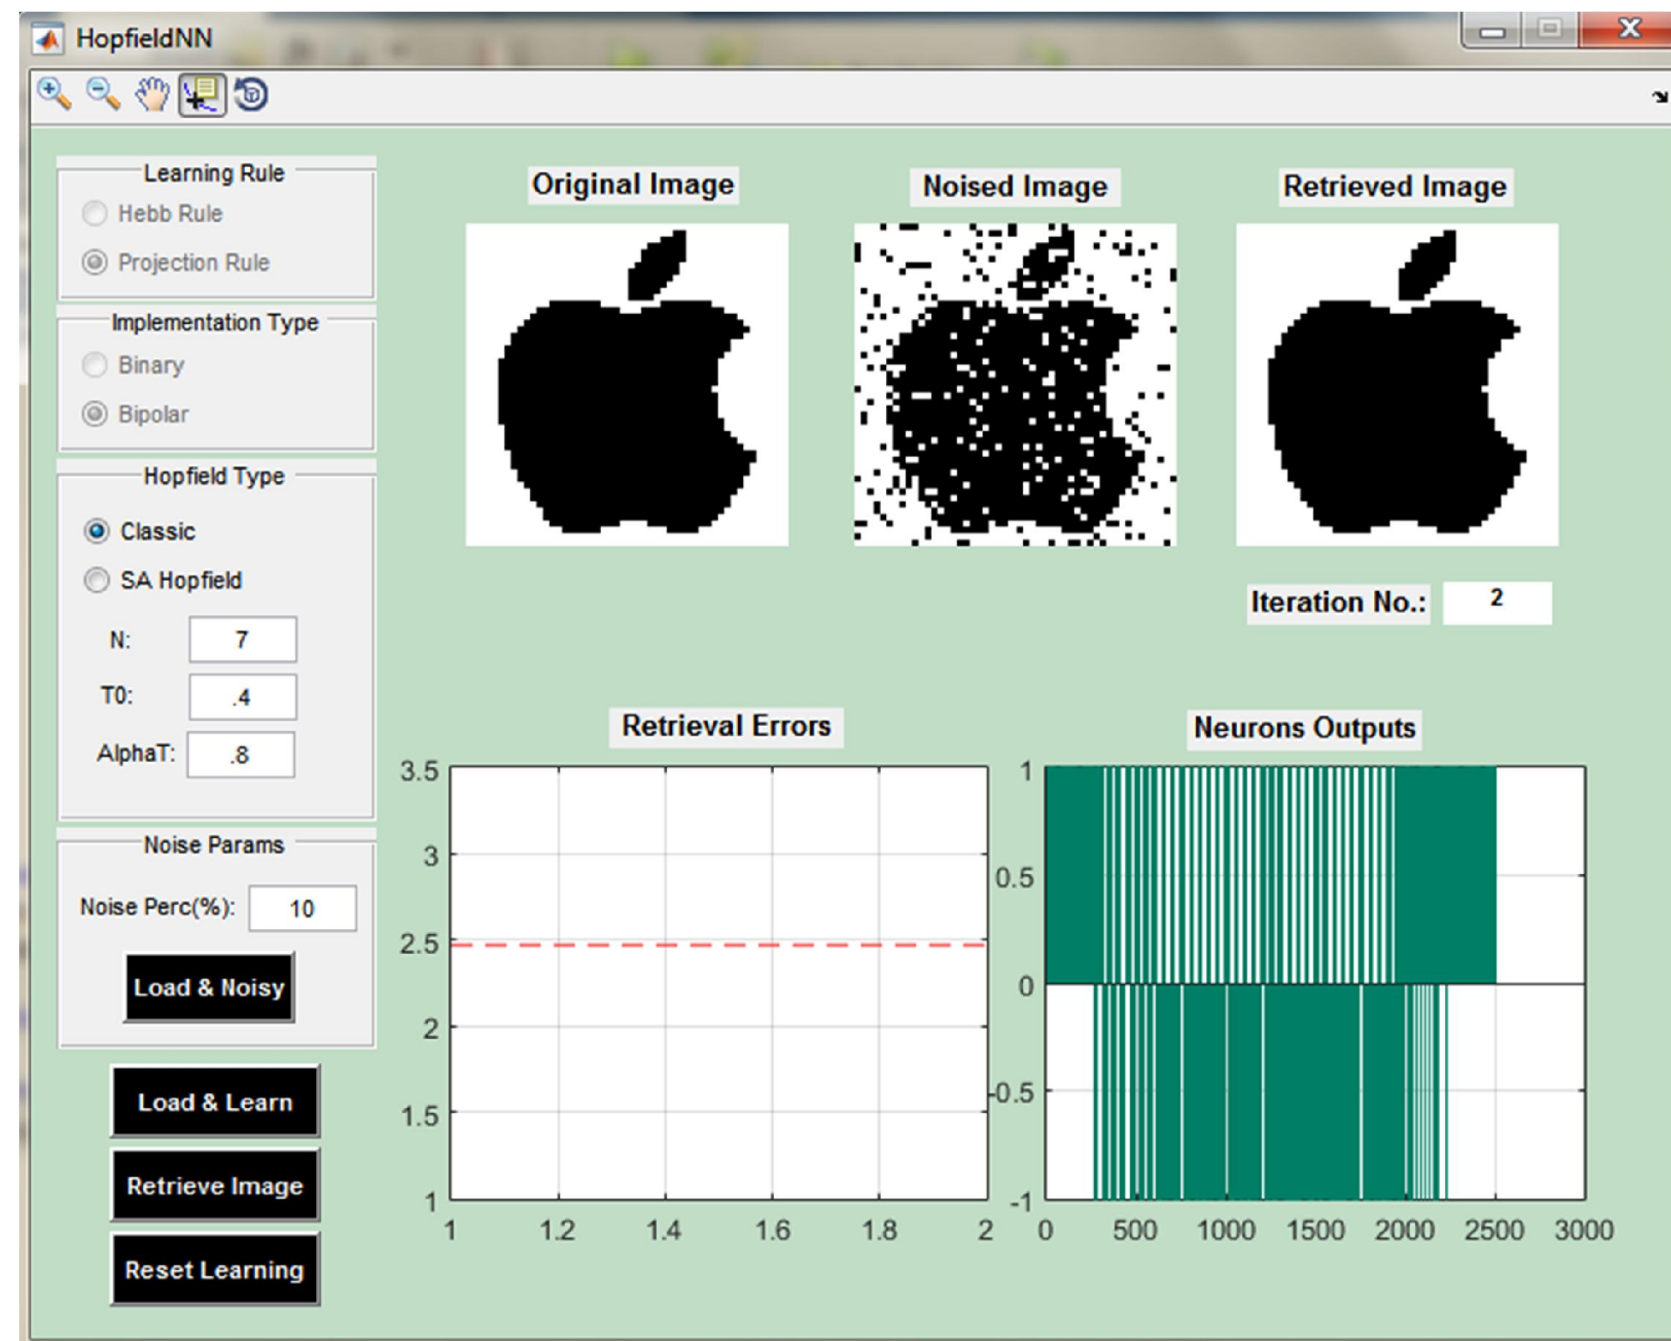 HopfieldNN
Learning Rule
Hebb Rule
Projection Rule
Implementation Type
Binary
Bipolar
Hopfield Type
Classic
SA Hopfield
N: 7
T0: .4
AlphaT: .8
Noise Params
Noise Perc(%): 10
Load & Noisy
Load & Learn
Retrieve Image
Reset Learning
Original Image
Noised Image
Retrieved Image
Iteration No.: 2
Retrieval Errors
3.5
3
2.5
2
1.5
1
1 1.2 1.4 1.6 1.8 2
Neurons Outputs
1
0.5
0
-0.5
-1
0 500 1000 1500 2000 2500 3000